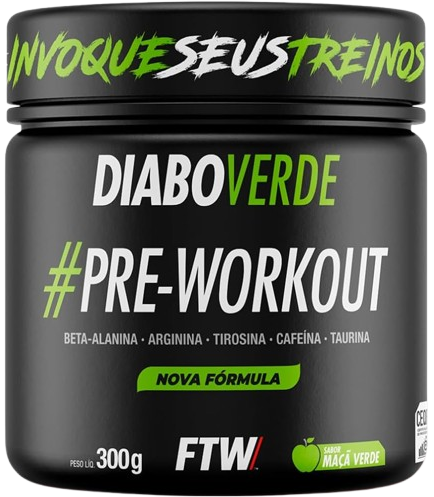 INVOQUESEUSTREINOS
DIABOVERDE
#PRE-WORKOUT
BETA-ALANINA · ARGININA · TIROSINA · CAFEÍNA · TAURINA
NOVA FÓRMULA
PESO LÍQ. 300g
FTW
SABOR
MAÇÃ VERDE